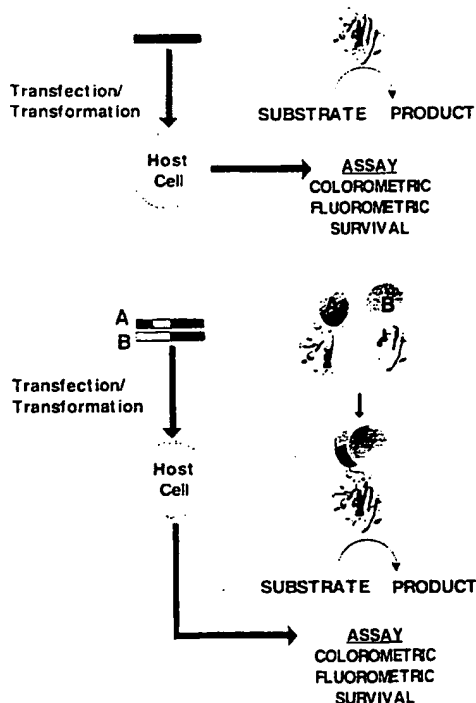 Transfection/
Transformation
SUBSTRATE PRODUCT
Host
Cell
ASSAY
COLOROMETRIC
FLUOROMETRIC
SURVIVAL
A
B
A
B
Transfection/
Transformation
Host
Cell
SUBSTRATE PRODUCT
ASSAY
COLOROMETRIC
FLUOROMETRIC
SURVIVAL